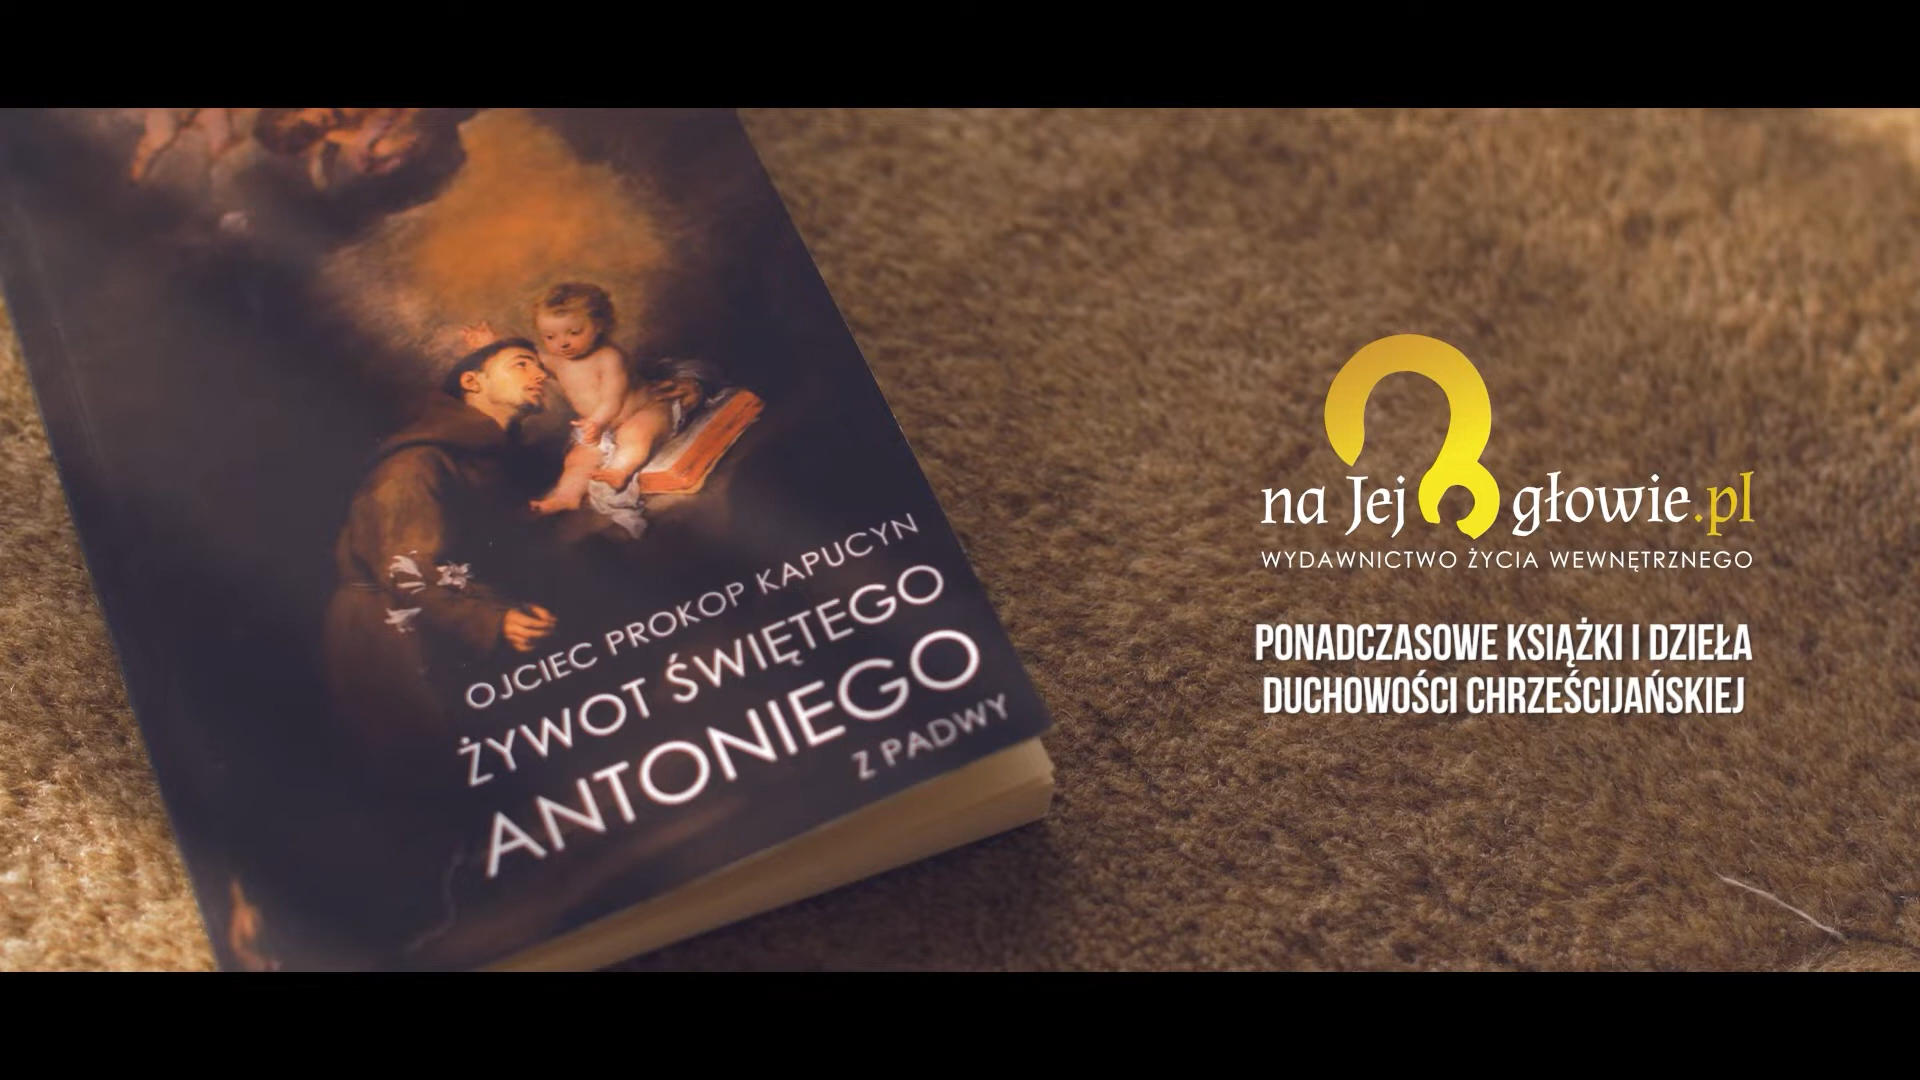 OJCIEC PROKOP KAPUCYN
ŻYWOT ŚWIĘTEGO
ANTONIEGO
Z PADWY
na Jej głowie.pl
WYDAWNICTWO ŻYCIA WEWNĘTRZNEGO
PONADCZASOWE KSIĄŻKI I DZIEŁA
DUCHOWOŚCI CHRZEŚCIJAŃSKIEJ